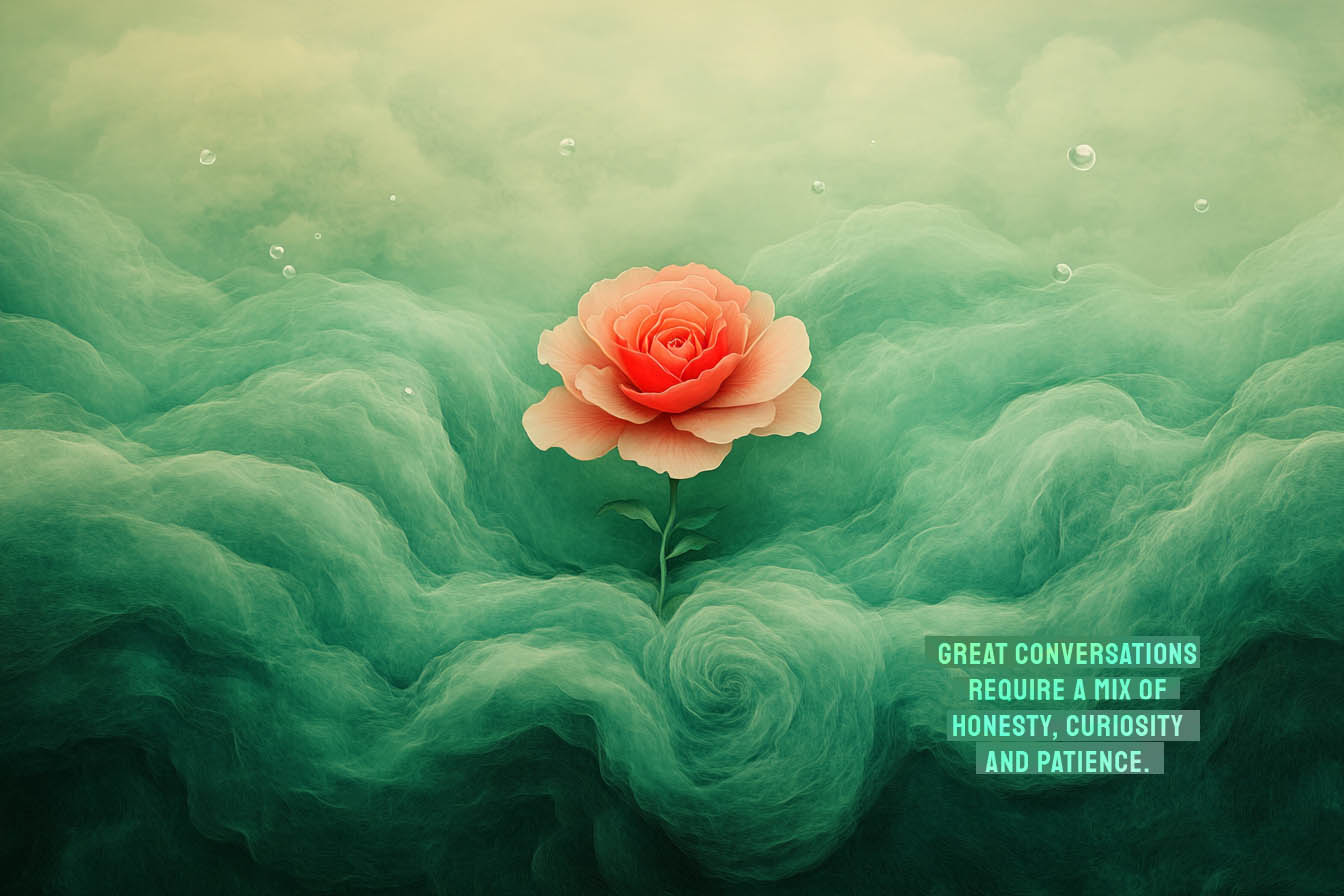 GREAT CONVERSATIONS
REQUIRE A MIX OF
HONESTY, CURIOSITY
AND PATIENCE.